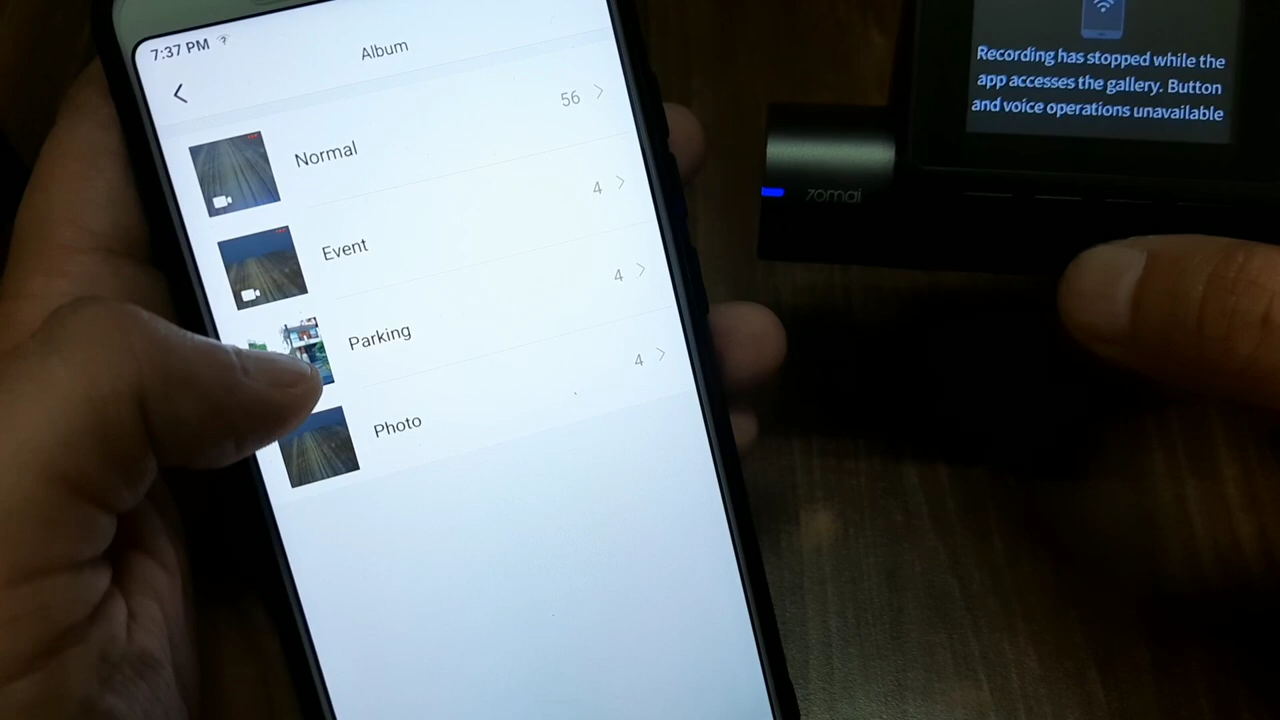 7:37 PM
Album
Normal
56
Event
4
Parking
4
Photo
4
Recording has stopped while the
app accesses the gallery. Button
and voice operations unavailable
70mai